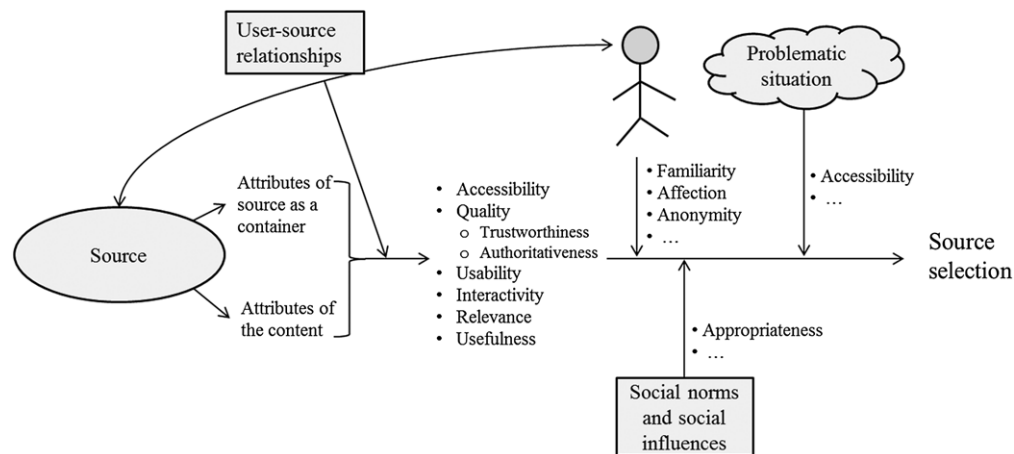 User-source
relationships
Problematic
situation
Attributes of
source as a
container
Source
Attributes of
the content
• Accessibility
• Quality
o Trustworthiness
o Authoritativeness
• Usability
• Interactivity
• Relevance
• Usefulness
• Familiarity
• Affection
• Anonymity
• …
• Accessibility
• …
Source
selection
• Appropriateness
• …
Social norms
and social
influences